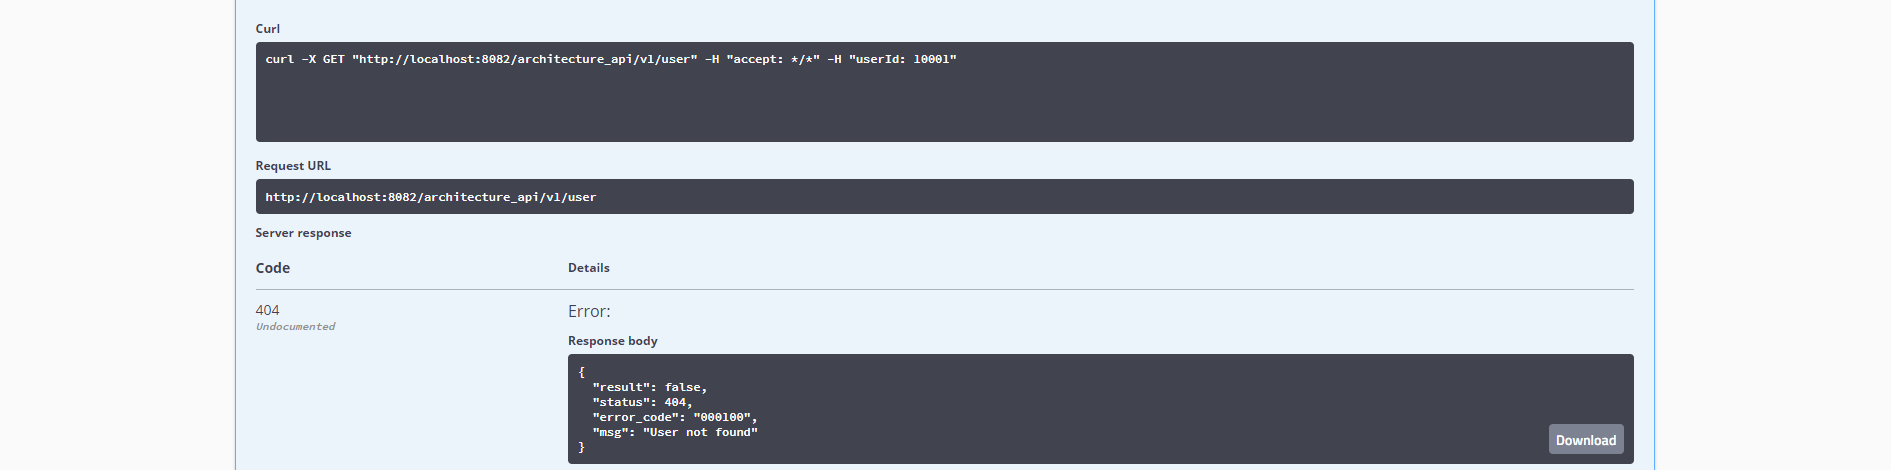 Curl
curl -X GET "http://localhost:8082/architecture_api/v1/user" -H "accept: */*" -H "userId: 10001"
Request URL
http://localhost:8082/architecture_api/v1/user
Server response
Code Details
404 Error:
Undocumented
Response body
{
  "result": false,
  "status": 404,
  "error_code": "000100",
  "msg": "User not found"
}
Download